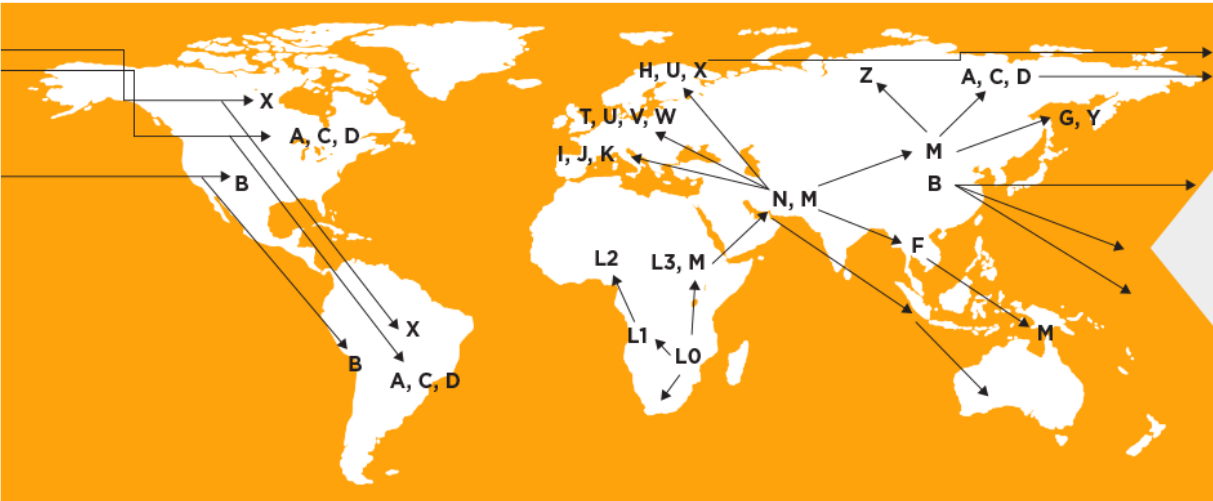 H, U, X
Z
A, C, D
X
T, U, V, W
G, Y
A, C, D
I, J, K
M
B
B
N, M
F
L2
L3, M
X
L1
M
L0
B
A, C, D